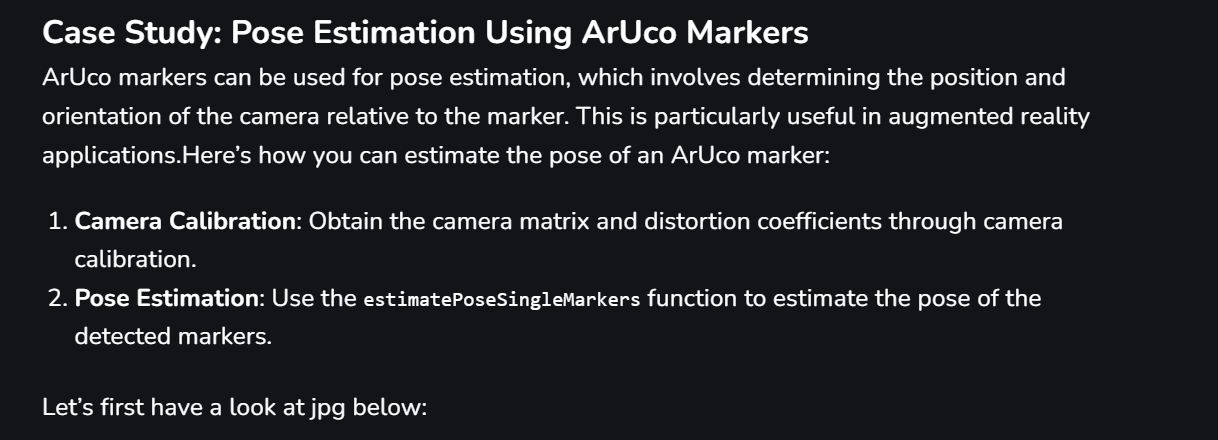 Case Study: Pose Estimation Using ArUco Markers
ArUco markers can be used for pose estimation, which involves determining the position and
orientation of the camera relative to the marker. This is particularly useful in augmented reality
applications.Here’s how you can estimate the pose of an ArUco marker:
1. Camera Calibration: Obtain the camera matrix and distortion coefficients through camera
calibration.
2. Pose Estimation: Use the estimatePoseSingleMarkers function to estimate the pose of the
detected markers.
Let’s first have a look at jpg below: